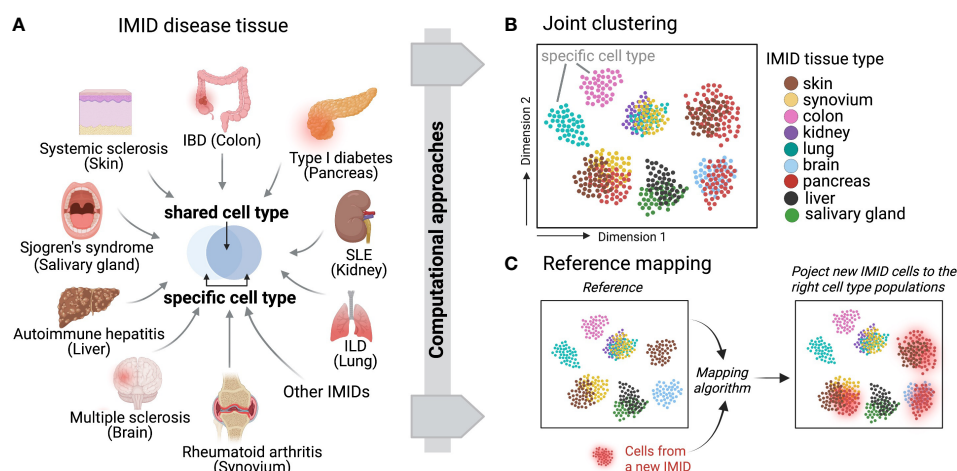 A
IMID disease tissue
Systemic sclerosis
(Skin)
IBD (Colon)
Type I diabetes
(Pancreas)
shared cell type
Sjogren's syndrome
(Salivary gland)
SLE
(Kidney)
specific cell type
Autoimmune hepatitis
(Liver)
ILD
(Lung)
Multiple sclerosis
(Brain)
Other IMIDs
Rheumatoid arthritis
(Synovium)
Computational approaches
B
Joint clustering
specific cell type
Dimension 2
Dimension 1
IMID tissue type
skin
synovium
colon
kidney
lung
brain
pancreas
liver
salivary gland
C
Reference mapping
Reference
Poject new IMID cells to the
right cell type populations
Mapping
algorithm
Cells from
a new IMID